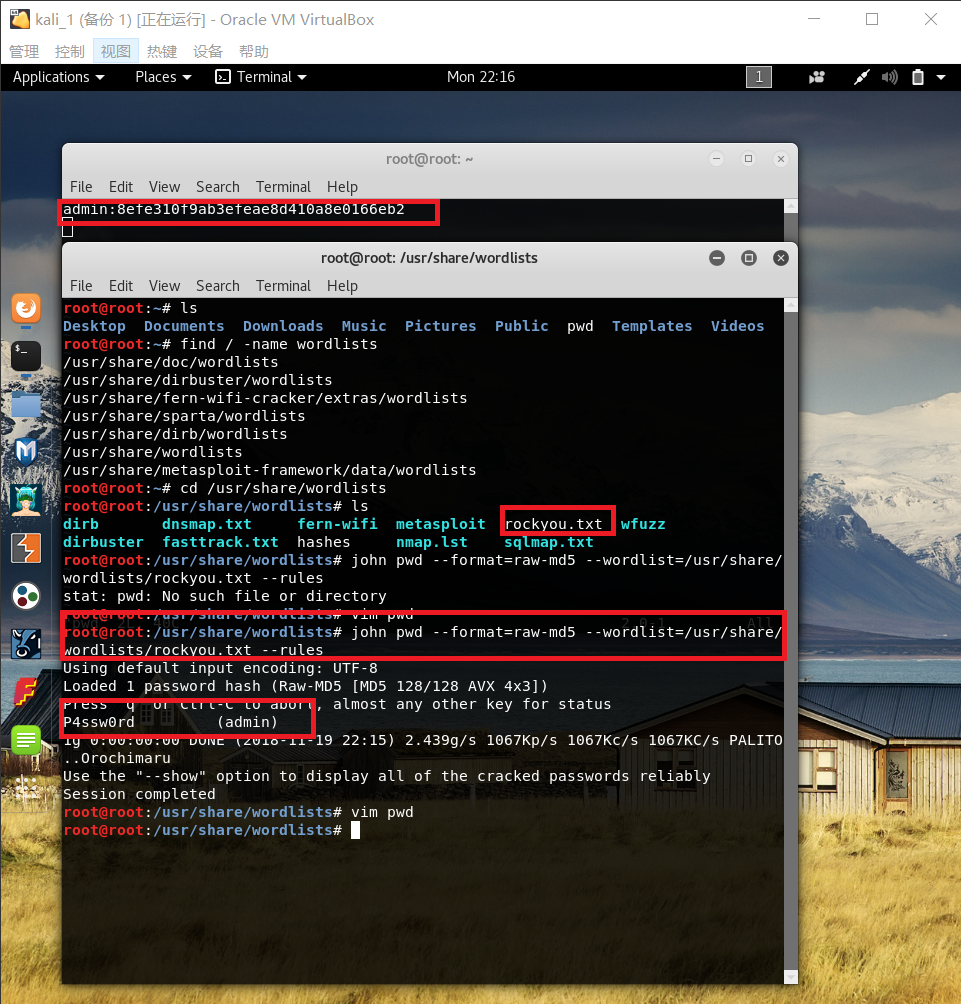 kali_1 (备份 1) [正在运行] - Oracle VM VirtualBox
管理 控制 视图 热键 设备 帮助
Applications Places Terminal Mon 22:16 1
root@root: ~
File Edit View Search Terminal Help
admin:8efe310f9ab3efeae8d410a8e0166eb2
root@root: /usr/share/wordlists
File Edit View Search Terminal Help
root@root:~# ls
Desktop Documents Downloads Music Pictures Public pwd Templates Videos
root@root:~# find / -name wordlists
/usr/share/doc/wordlists
/usr/share/dirbuster/wordlists
/usr/share/fern-wifi-cracker/extras/wordlists
/usr/share/sparta/wordlists
/usr/share/dirb/wordlists
/usr/share/wordlists
/usr/share/metasploit-framework/data/wordlists
root@root:~# cd /usr/share/wordlists
root@root:/usr/share/wordlists# ls
dirb dnsmap.txt fern-wifi metasploit rockyou.txt wfuzz
dirbuster fasttrack.txt hashes nmap.lst sqlmap.txt
root@root:/usr/share/wordlists# john pwd --format=raw-md5 --wordlist=/usr/share/
wordlists/rockyou.txt --rules
stat: pwd: No such file or directory
root@root:/usr/share/wordlists# vim pwd
root@root:/usr/share/wordlists# john pwd --format=raw-md5 --wordlist=/usr/share/
wordlists/rockyou.txt --rules
Using default input encoding: UTF-8
Loaded 1 password hash (Raw-MD5 [MD5 128/128 AVX 4x3])
Press 'q' or Ctrl-C to abort, almost any other key for status
P4ssw0rd (admin)
1g 0:00:00:00 DONE (2018-11-19 22:15) 2.439g/s 1067Kp/s 1067Kc/s 1067KC/s PALITO
..Orochimaru
Use the "--show" option to display all of the cracked passwords reliably
Session completed
root@root:/usr/share/wordlists# vim pwd
root@root:/usr/share/wordlists#